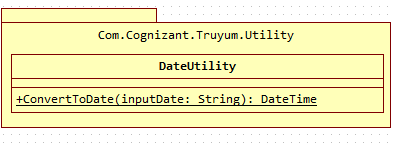 Com.Cognizant.Truyum.Utility
DateUtility
+ConvertToDate(inputDate: String): DateTime